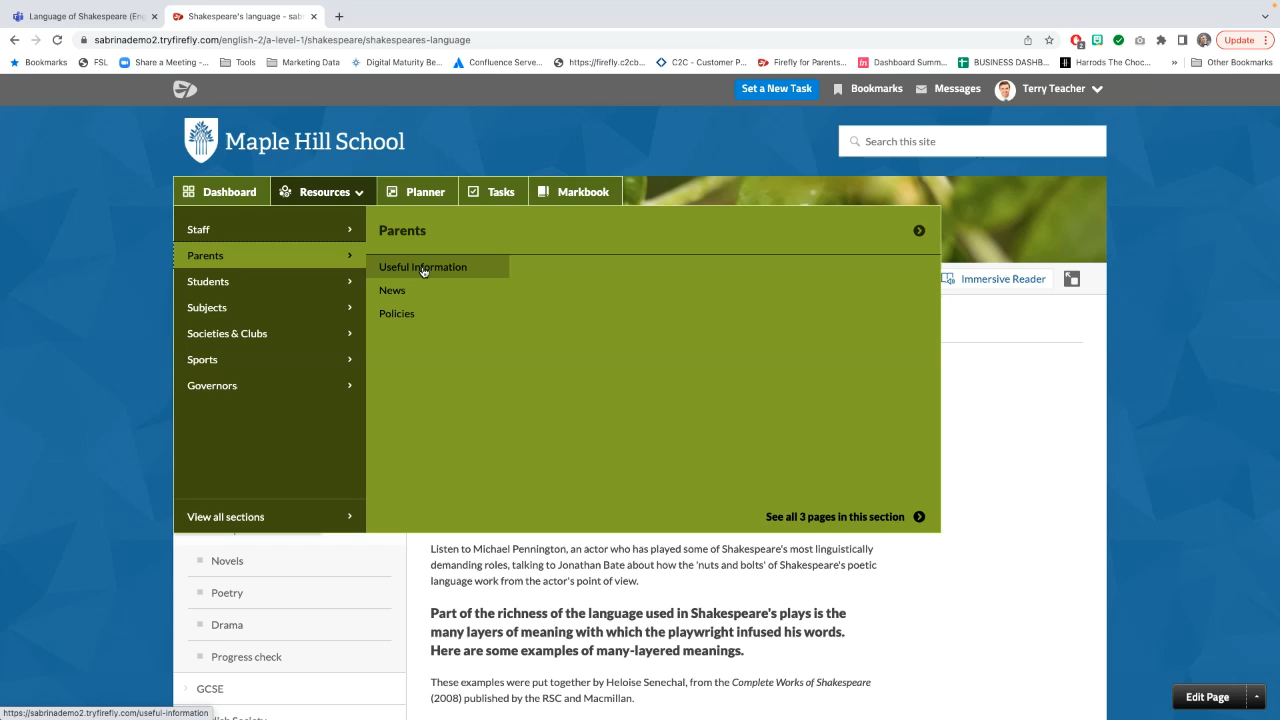 Language of Shakespeare (En
Shakespeare's language - sab
sabrinademo2.tryfirefly.com/english-2/a-level-1/shakespeare/shakespeares-language
2
Update
Bookmarks
FSL
Share a Meeting -...
Tools
Marketing Data
Digital Maturity Be...
Confluence Serve...
https://firefly.c2cb...
C2C - Customer P...
Firefly for Parents...
Dashboard Summ...
BUSINESS DASHB...
Harrods The Choc...
»
Other Bookmarks
Set a New Task
Bookmarks
Messages
Terry Teacher
Maple Hill School
Search this site
Dashboard
Resources
Planner
Tasks
Markbook
Staff
Parents
Students
Subjects
Societies & Clubs
Sports
Governors
View all sections
Parents
Useful Information
News
Policies
See all 3 pages in this section
Immersive Reader
Novels
Poetry
Drama
Progress check
GCSE
Listen to Michael Pennington, an actor who has played some of Shakespeare's most linguistically
demanding roles, talking to Jonathan Bate about how the 'nuts and bolts' of Shakespeare's poetic
language work from the actor's point of view.
Part of the richness of the language used in Shakespeare's plays is the
many layers of meaning with which the playwright infused his words.
Here are some examples of many-layered meanings.
These examples were put together by Heloise Senechal, from the Complete Works of Shakespeare
(2008) published by the RSC and Macmillan.
Edit Page
https://sabrinademo2.tryfirefly.com/useful-information